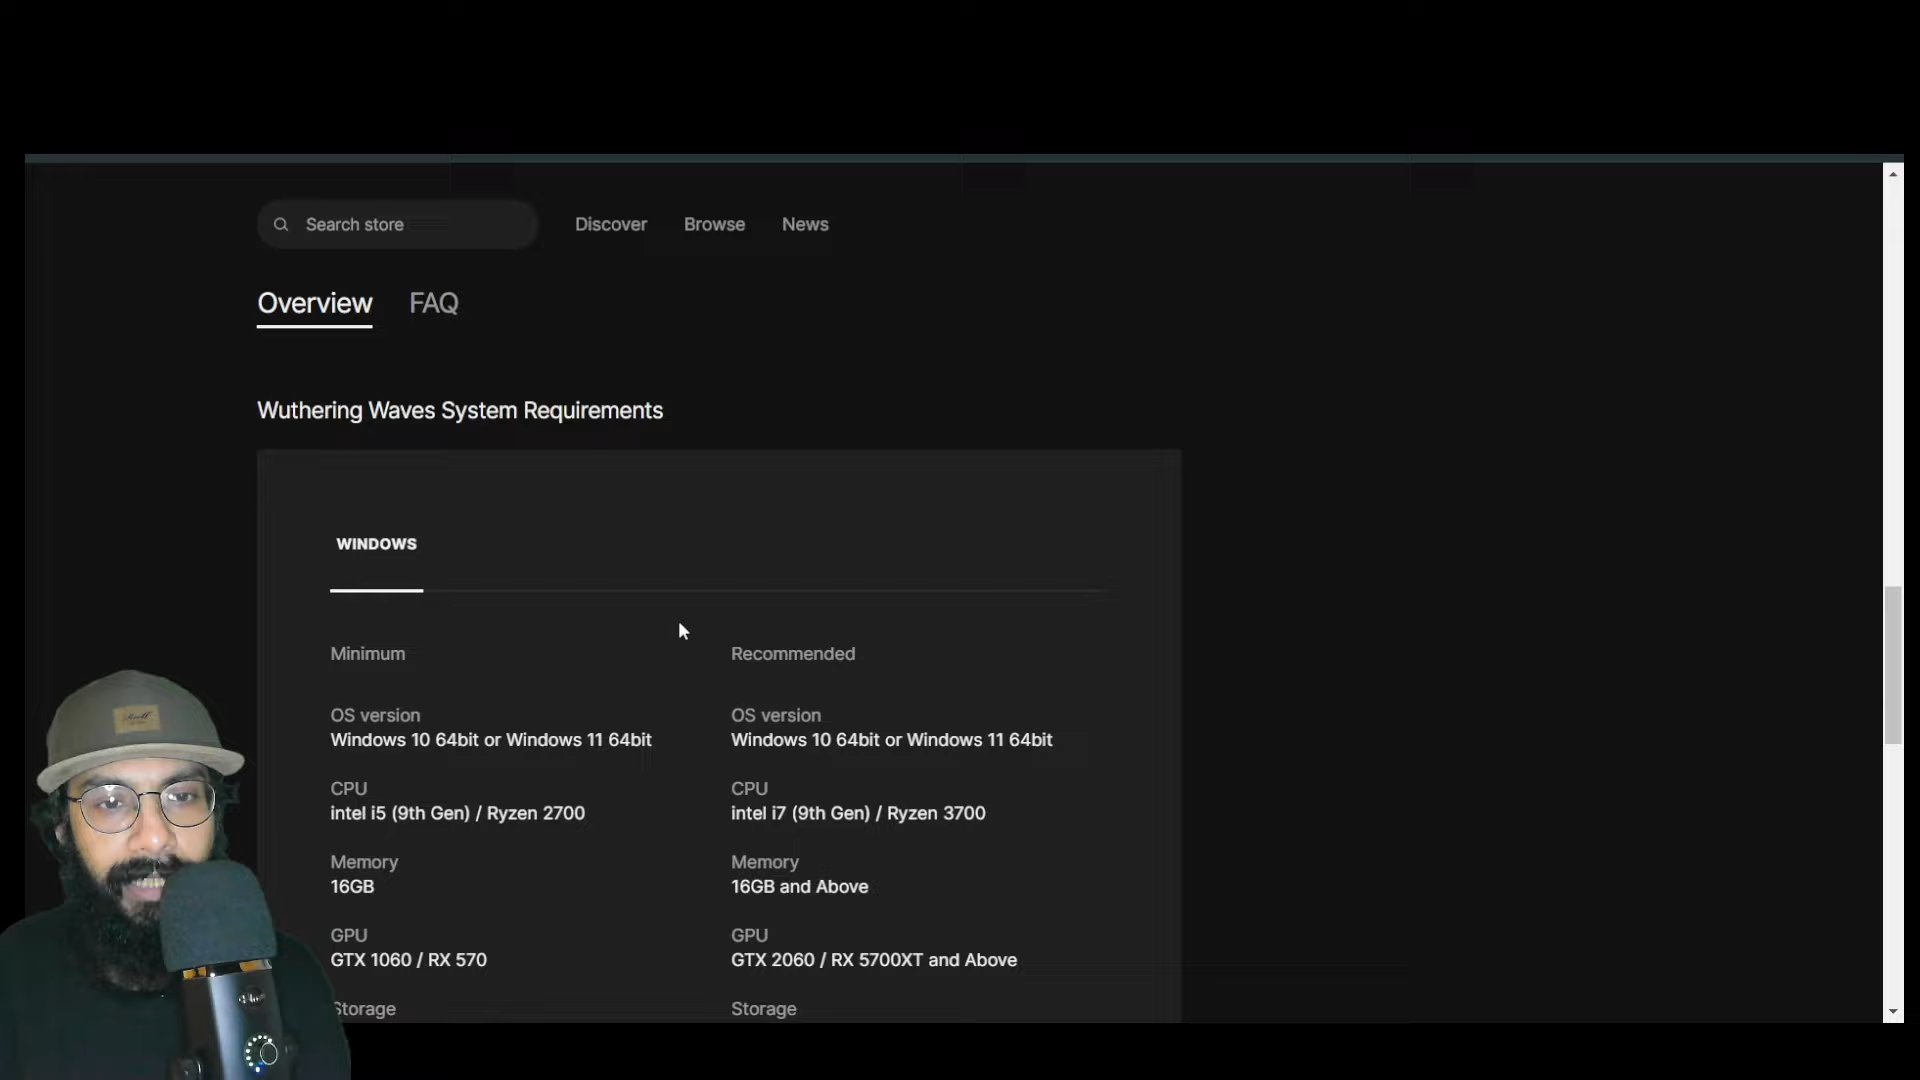 Search store
Discover
Browse
News
Overview
FAQ
Wuthering Waves System Requirements
WINDOWS
Minimum
Recommended
OS version
Windows 10 64bit or Windows 11 64bit
OS version
Windows 10 64bit or Windows 11 64bit
CPU
intel i5 (9th Gen) / Ryzen 2700
CPU
intel i7 (9th Gen) / Ryzen 3700
Memory
16GB
Memory
16GB and Above
GPU
GTX 1060 / RX 570
GPU
GTX 2060 / RX 5700XT and Above
Storage
Storage